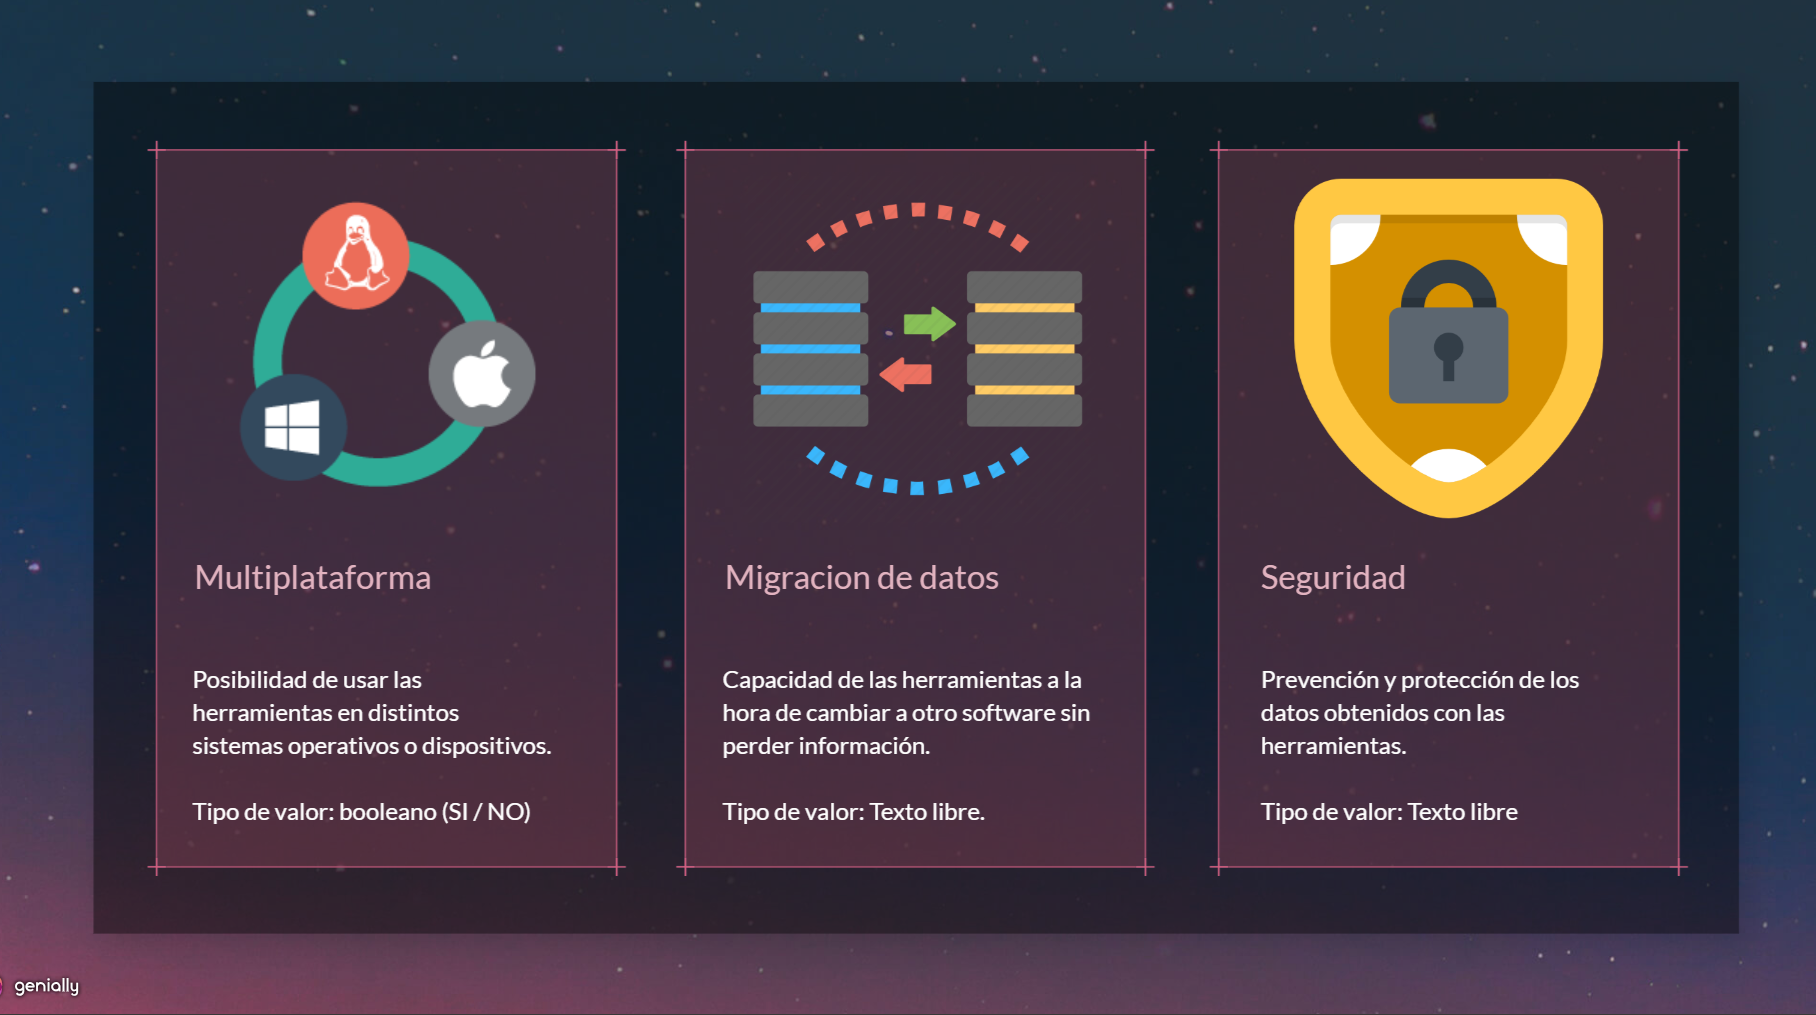 Multiplataforma
Posibilidad de usar las
herramientas en distintos
sistemas operativos o dispositivos.
Tipo de valor: booleano (SI / NO)
Migracion de datos
Capacidad de las herramientas a la
hora de cambiar a otro software sin
perder información.
Tipo de valor: Texto libre.
Seguridad
Prevención y protección de los
datos obtenidos con las
herramientas.
Tipo de valor: Texto libre
genially